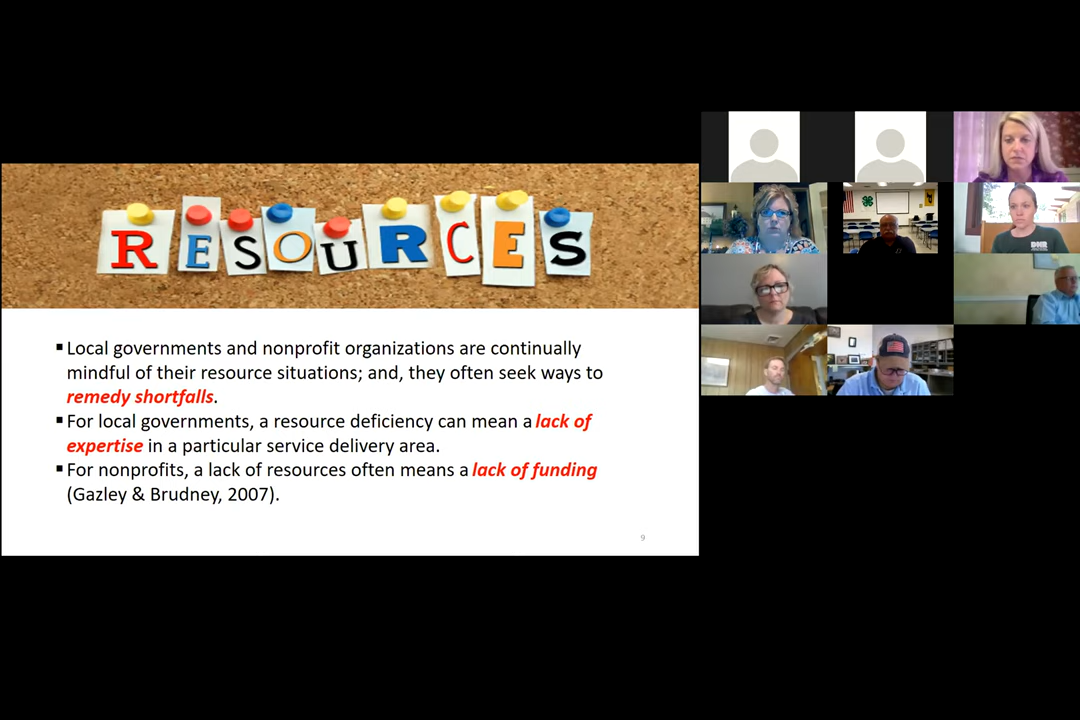 RESOURCES
▪ Local governments and nonprofit organizations are continually
mindful of their resource situations; and, they often seek ways to
remedy shortfalls.
▪ For local governments, a resource deficiency can mean a lack of
expertise in a particular service delivery area.
▪ For nonprofits, a lack of resources often means a lack of funding
(Gazley & Brudney, 2007).
9
DNR